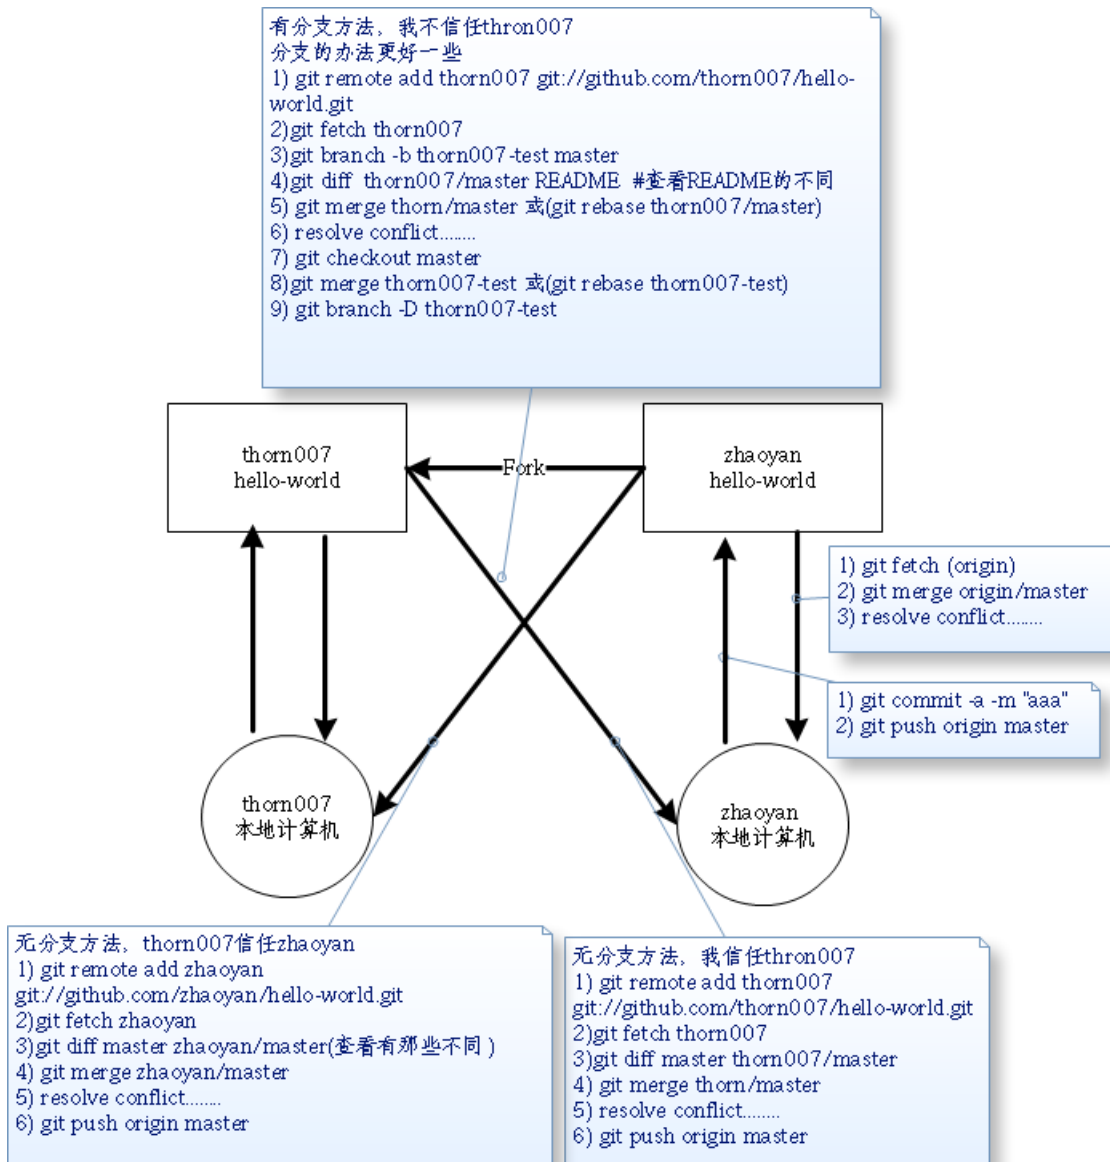 有分支方法，我不信任thron007
分支的办法更好一些
1) git remote add thorn007 git://github.com/thorn007/hello-
world.git
2)git fetch thorn007
3)git branch -b thorn007-test master
4)git diff  thorn007/master README  #查看README的不同
5) git merge thorn/master 或(git rebase thorn007/master)
6) resolve conflict........
7) git checkout master
8)git merge thorn007-test 或(git rebase thorn007-test)
9) git branch -D thorn007-test
thorn007
hello-world
Fork
zhaoyan
hello-world
1) git fetch (origin)
2) git merge origin/master
3) resolve conflict........
1) git commit -a -m "aaa"
2) git push origin master
thorn007
本地计算机
zhaoyan
本地计算机
无分支方法，thorn007信任zhaoyan
1) git remote add zhaoyan
git://github.com/zhaoyan/hello-world.git
2)git fetch zhaoyan
3)git diff master zhaoyan/master(查看有那些不同 )
4) git merge zhaoyan/master
5) resolve conflict........
6) git push origin master
无分支方法，我信任thron007
1) git remote add thorn007
git://github.com/thorn007/hello-world.git
2)git fetch thorn007
3)git diff master thorn007/master
4) git merge thorn/master
5) resolve conflict........
6) git push origin master